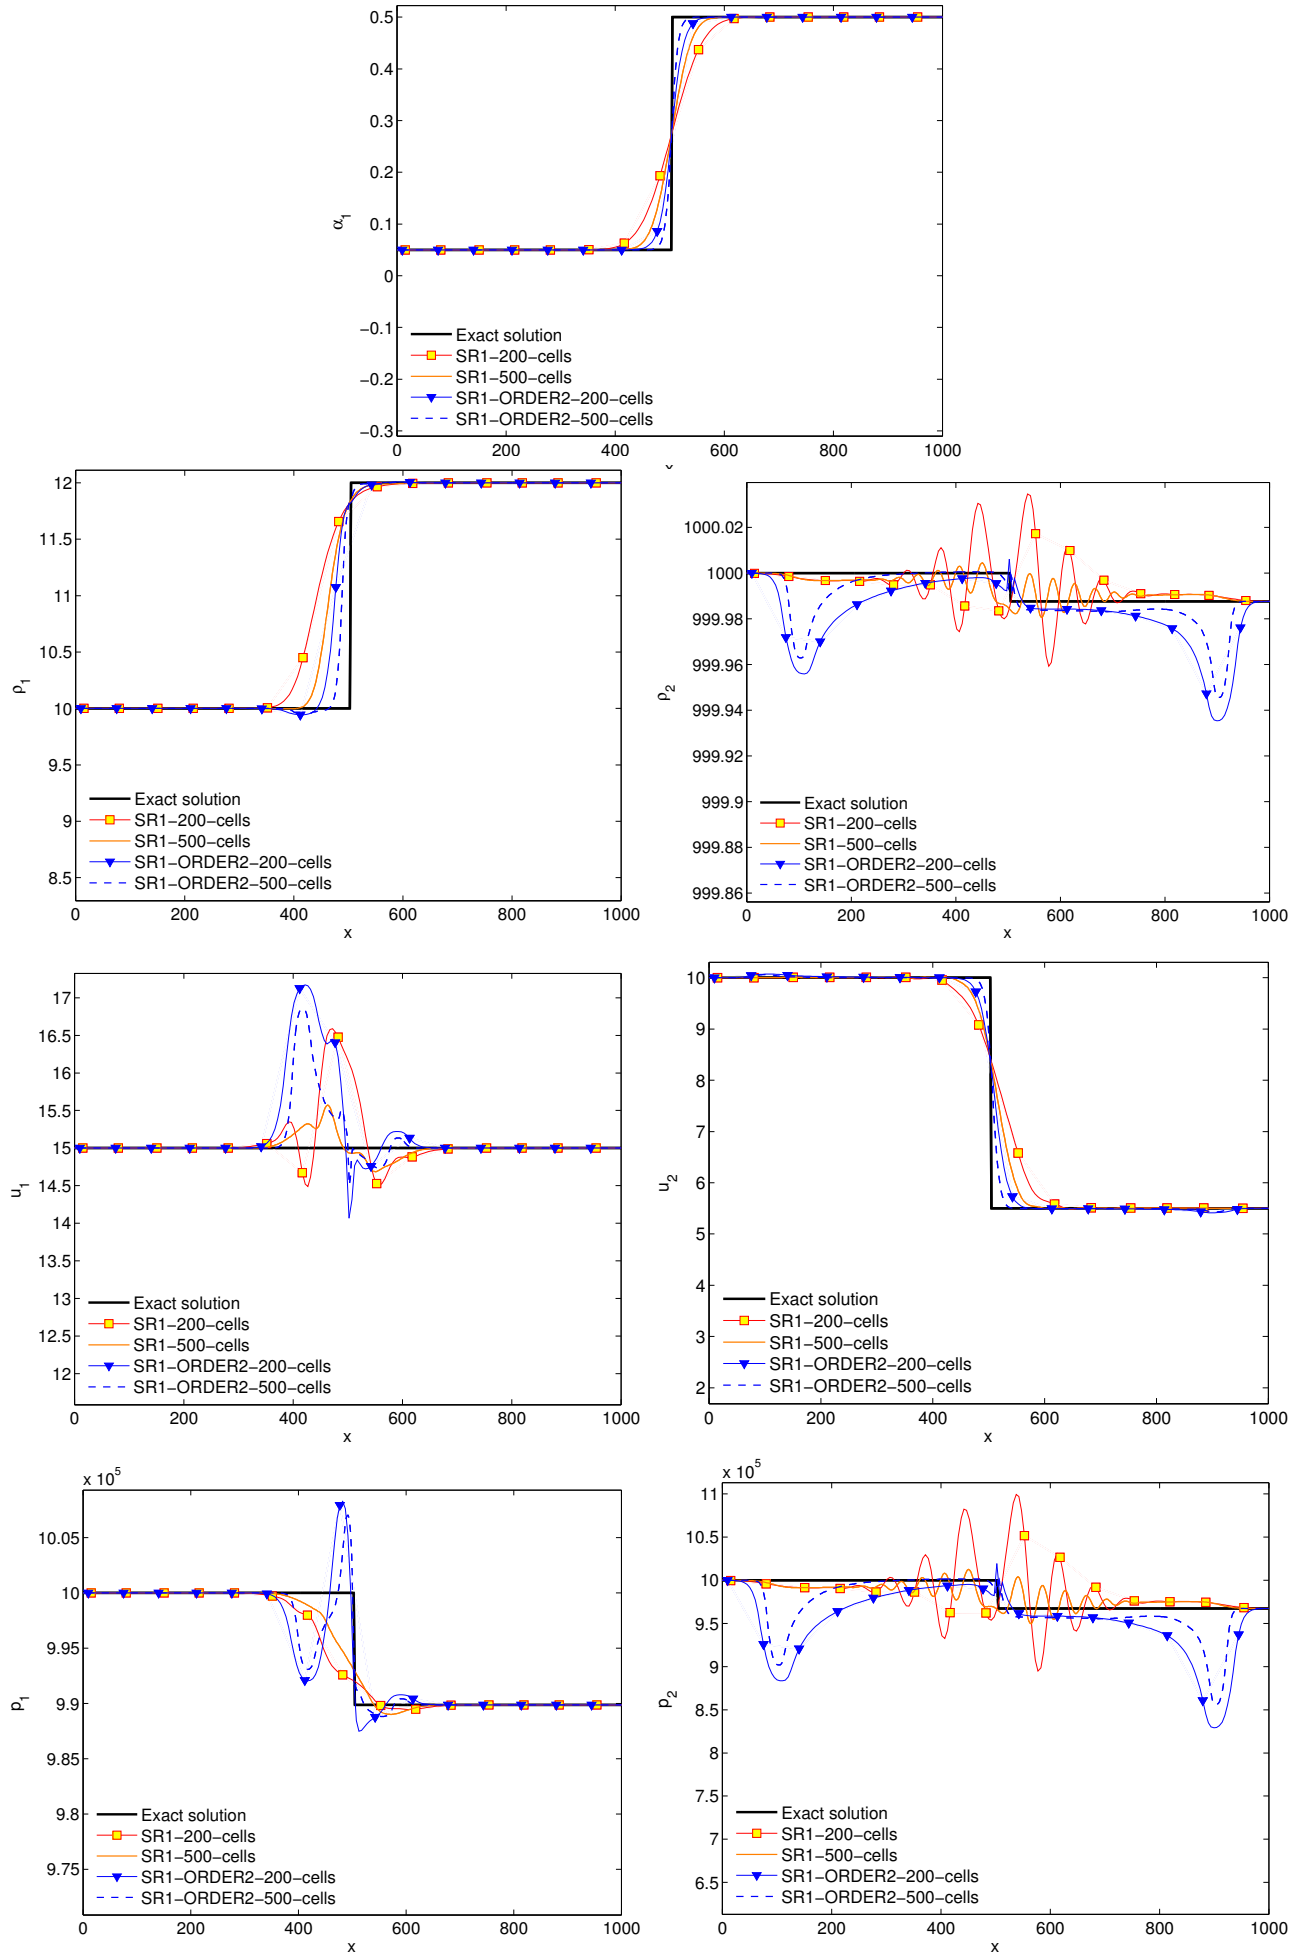 0.5
0.4
0.3
0.2
0.1
0
−0.1
−0.2
−0.3
α1
Exact solution
SR1−200−cells
SR1−500−cells
SR1−ORDER2−200−cells
SR1−ORDER2−500−cells
0 200 400 600 800 1000
x
12
11.5
11
10.5
10
9.5
9
8.5
ρ1
Exact solution
SR1−200−cells
SR1−500−cells
SR1−ORDER2−200−cells
SR1−ORDER2−500−cells
0 200 400 600 800 1000
x
1000.02
1000
999.98
999.96
999.94
999.92
999.9
999.88
999.86
ρ2
Exact solution
SR1−200−cells
SR1−500−cells
SR1−ORDER2−200−cells
SR1−ORDER2−500−cells
0 200 400 600 800 1000
x
17
16.5
16
15.5
15
14.5
14
13.5
13
12.5
12
u1
Exact solution
SR1−200−cells
SR1−500−cells
SR1−ORDER2−200−cells
SR1−ORDER2−500−cells
0 200 400 600 800 1000
x
10
9
8
7
6
5
4
3
2
u2
Exact solution
SR1−200−cells
SR1−500−cells
SR1−ORDER2−200−cells
SR1−ORDER2−500−cells
0 200 400 600 800 1000
x
x 10^5
10.05
10
9.95
9.9
9.85
9.8
9.75
p1
Exact solution
SR1−200−cells
SR1−500−cells
SR1−ORDER2−200−cells
SR1−ORDER2−500−cells
0 200 400 600 800 1000
x
x 10^5
11
10.5
10
9.5
9
8.5
8
7.5
7
6.5
p2
Exact solution
SR1−200−cells
SR1−500−cells
SR1−ORDER2−200−cells
SR1−ORDER2−500−cells
0 200 400 600 800 1000
x